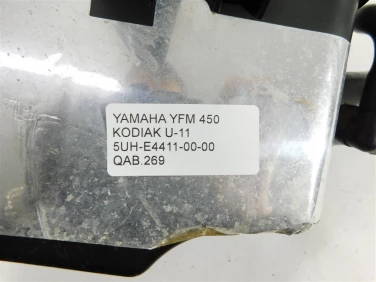 YAMAHA YFM 450
KODIAK U-11
5UH-E4411-00-00
QAB.269